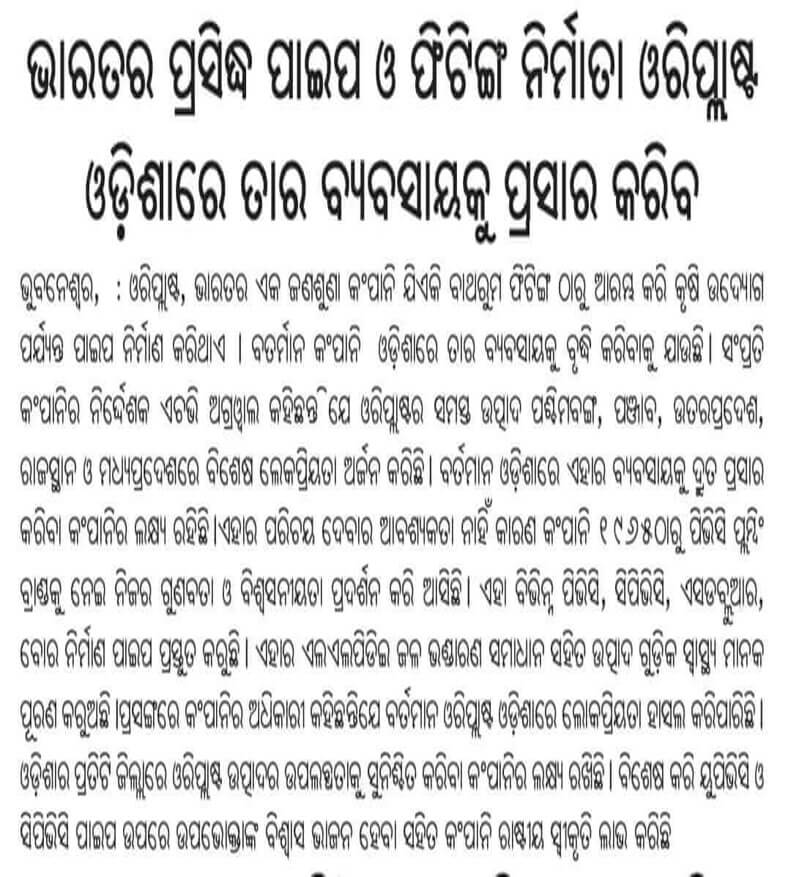 ଭାରତର ପ୍ରସିଦ୍ଧ ପାଇପ ଓ ଫିଟିଙ୍ଗ ନିର୍ମାତା ଓରିପ୍ଲାଷ୍ଟ
ଓଡ଼ିଶାରେ ତାର ବ୍ୟବସାୟକୁ ପ୍ରସାର କରିବ
ଭୁବନେଶ୍ୱର, : ଓରିପ୍ଲାଷ୍ଟ, ଭାରତର ଏକ ଜଣଶୁଣା କଂପାନି ଯିଏକି ବାଥରୁମ ଫିଟିଙ୍ଗ ଠାରୁ ଆରମ୍ଭ କରି କୃଷି ଉଦ୍ୟୋଗ
ପର୍ଯ୍ୟନ୍ତ ପାଇପ ନିର୍ମାଣ କରିଥାଏ । ବତର୍ମାନ କଂପାନି ଓଡ଼ିଶାରେ ତାର ବ୍ୟବସାୟକୁ ବୃଦ୍ଧି କରିବାକୁ ଯାଉଛି। ସଂପ୍ରତି
କଂପାନିର ନିର୍ଦ୍ଦେଶକ ଏଚଭି ଅଗ୍ରୱାଲ କହିଛନ୍ତି ଯେ ଓରିପ୍ଲାଷ୍ଟର ସମସ୍ତ ଉତ୍ପାଦ ପଶ୍ଚିମବଙ୍ଗ, ପଞ୍ଜାବ, ଉତରପ୍ରଦେଶ,
ରାଜସ୍ଥାନ ଓ ମଧ୍ୟପ୍ରଦେଶରେ ବିଶେଷ ଲୋକପ୍ରିୟତା ଅର୍ଜନ କରିଛି। ବର୍ତମାନ ଓଡ଼ିଶାରେ ଏହାର ବ୍ୟବସାୟକୁ ଦ୍ରୁତ ପ୍ରସାର
କରିବା କଂପାନିର ଲକ୍ଷ୍ୟ ରହିଛି।ଏହାର ପରିଚୟ ଦେବାର ଆବଶ୍ୟକତା ନାହିଁ କାରଣ କଂପାନି ୧୯୬୫ଠାରୁ ପିଭିସି ପ୍ଲମ୍ବିଂ
ବ୍ରାଣ୍ଡକୁ ନେଇ ନିଜର ଗୁଣବତା ଓ ବିଶ୍ୱସନୀୟତା ପ୍ରଦର୍ଶନ କରି ଆସିଛି। ଏହା ବିଭିନ୍ନ ପିଭିସି, ସିପିଭିସି, ଏସଡବ୍ଲୁଆର,
ବୋର ନିର୍ମାଣ ପାଇପ ପ୍ରସ୍ତୁତ କରୁଛି। ଏହାର ଏଲଏଲପିଡିଇ ଜଳ ଭଣ୍ଡାରଣ ସମାଧାନ ସହିତ ଉତ୍ପାଦ ଗୁଡ଼ିକ ସ୍ୱାସ୍ଥ୍ୟ ମାନକ
ପୂରଣ କରୁଅଛି ।ପ୍ରସଙ୍ଗରେ କଂପାନିର ଅଧିକାରୀ କହିଛନ୍ତିଯେ ବର୍ତମାନ ଓରିପ୍ଲାଷ୍ଟ ଓଡ଼ିଶାରେ ଲୋକପ୍ରିୟତା ହାସଲ କରିପାରିଛି।
ଓଡ଼ିଶାର ପ୍ରତିଟି ଜିଲ୍ଲାରେ ଓରିପ୍ଲାଷ୍ଟ ଉତ୍ପାଦର ଉପଲବ୍ଧତାକୁ ସୁନିଶ୍ଚିତ କରିବା କଂପାନିର ଲକ୍ଷ୍ୟ ରଖିଛି। ବିଶେଷ କରି ୟୁପିଭିସି ଓ
ସିପିଭିସି ପାଇପ ଉପରେ ଉପଭୋକ୍ତାଙ୍କ ବିଶ୍ୱାସ ଭାଜନ ହେବା ସହିତ କଂପାନି ରାଷ୍ଟ୍ରୀୟ ସ୍ୱୀକୃତି ଲାଭ କରିଛି